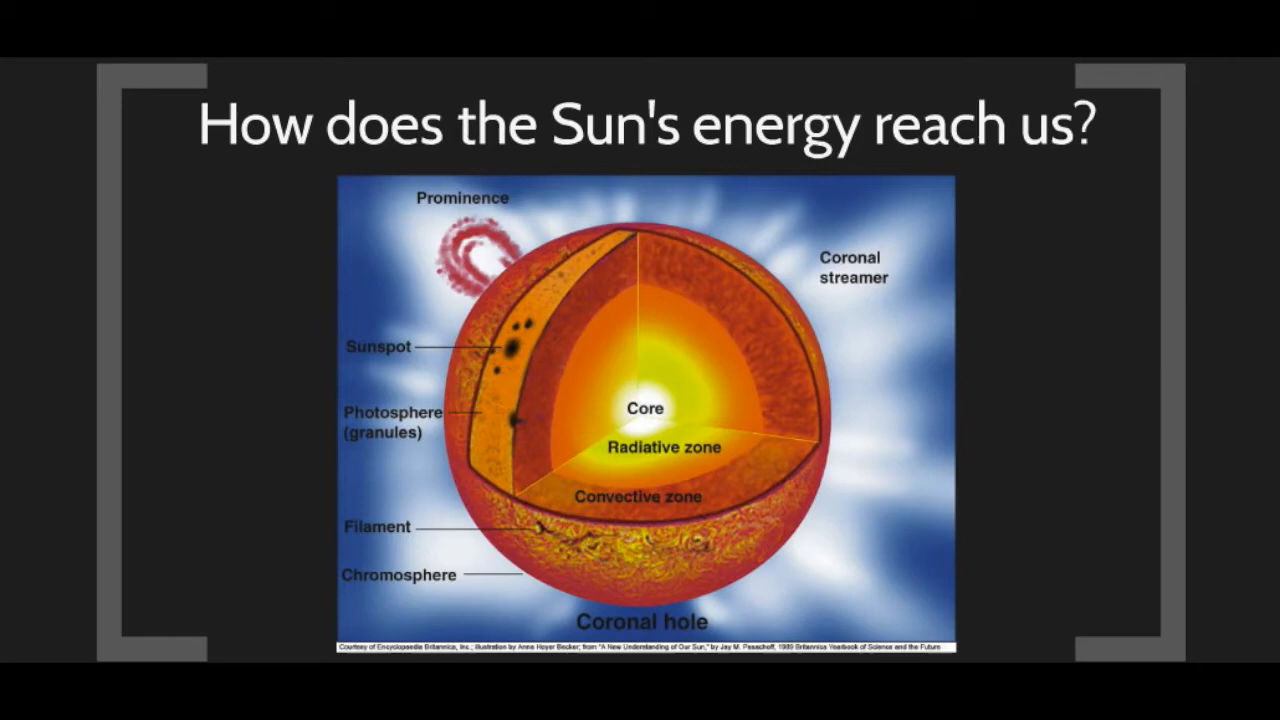 How does the Sun's energy reach us?
Prominence
Coronal
streamer
Sunspot
Core
Photosphere
(granules)
Radiative zone
Convective zone
Filament
Chromosphere
Coronal hole
Courtesy of Encyclopaedia Britannica, Inc.; illustration by Anne Hoyer Becker; from "A New Understanding of Our Sun," by Jay M. Pasachoff, 1989 Britannica Yearbook of Science and the Future